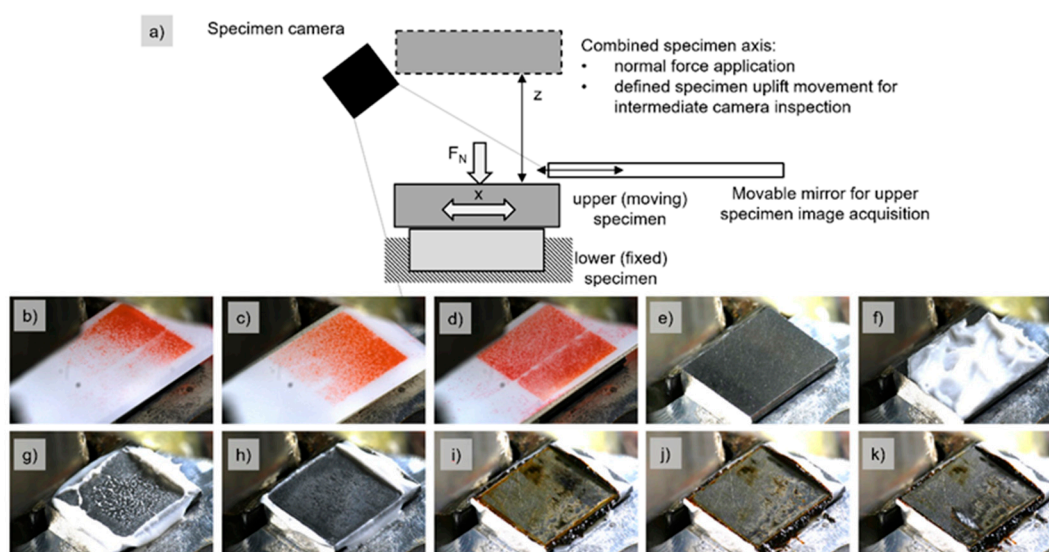 a)
Specimen camera
Combined specimen axis:
• normal force application
• defined specimen uplift movement for
intermediate camera inspection
z
F_N
x
upper (moving)
specimen
Movable mirror for upper
specimen image acquisition
lower (fixed)
specimen
b)
c)
d)
e)
f)
g)
h)
i)
j)
k)